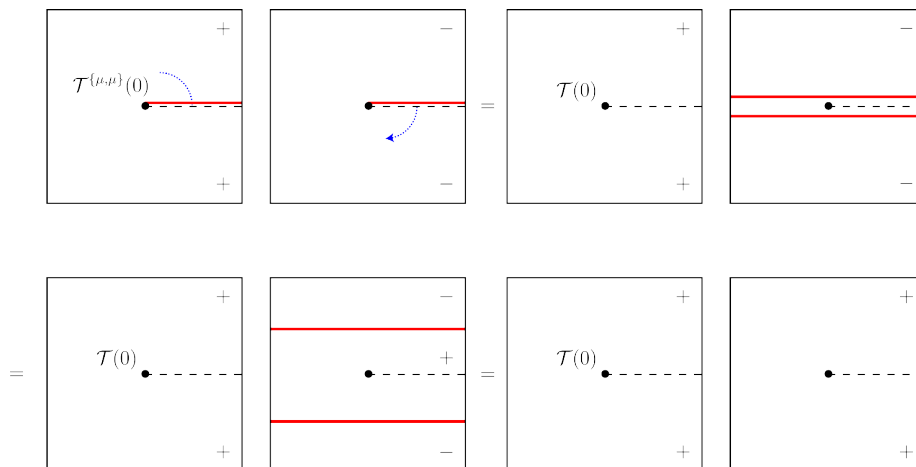 + − + −
𝒯^{μ,μ}(0) = 𝒯(0)
+ − + −
+ − + +
= 𝒯(0) + = 𝒯(0)
+ − + +